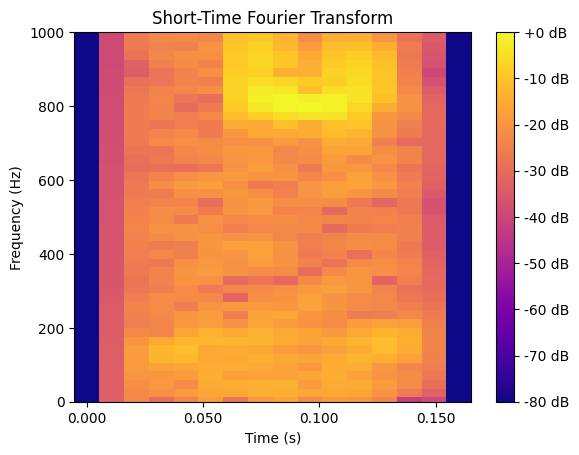 Short-Time Fourier Transform
1000
800
600
400
200
0
Frequency (Hz)
0.000
0.050
0.100
0.150
Time (s)
+0 dB
-10 dB
-20 dB
-30 dB
-40 dB
-50 dB
-60 dB
-70 dB
-80 dB